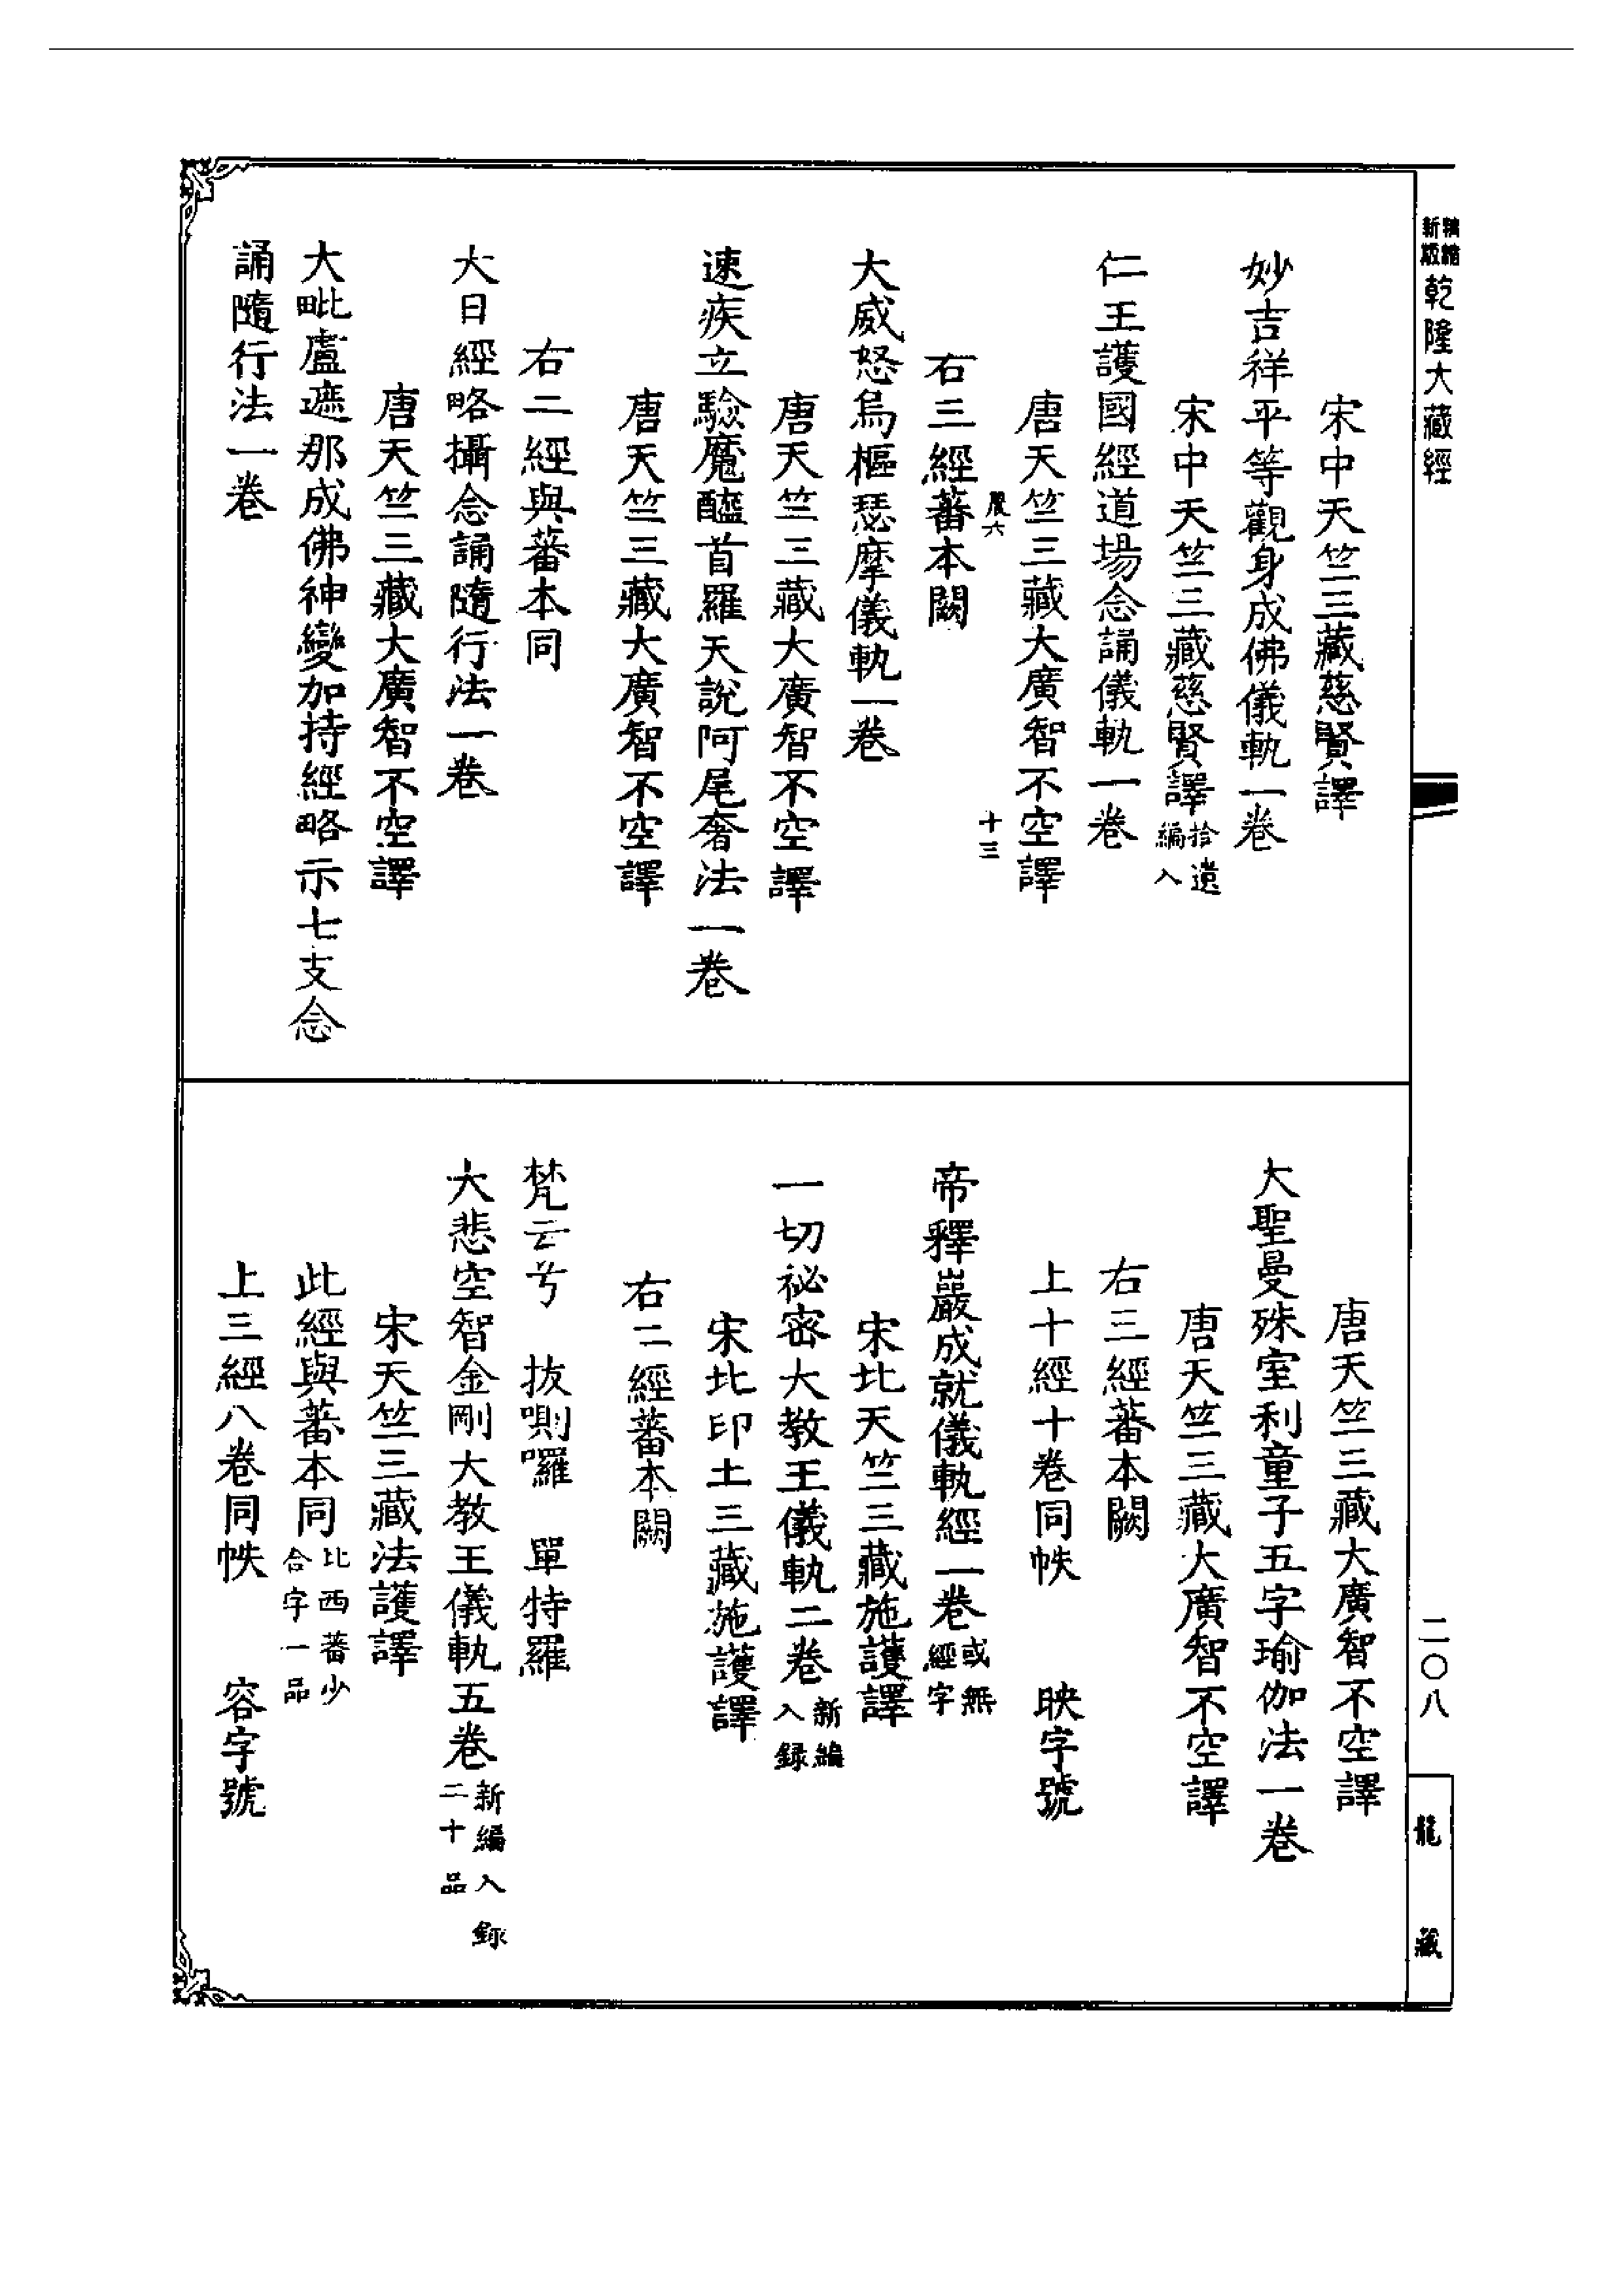 新版精縮乾隆大藏經
宋中天竺三藏慈賢譯
妙吉祥平等觀身成佛儀軌一卷
宋中天竺三藏慈賢譯拾遺編入
仁王護國經道場念誦儀軌一卷
唐天竺三藏大廣智不空譯
十三
右三經蕃本闕
大威怒烏樞瑟摩儀軌一卷
唐天竺三藏大廣智不空譯
速疾立驗魔醯首羅天說阿尾奢法一卷
唐天竺三藏大廣智不空譯
右二經與蕃本同
大日經略攝念誦隨行法一卷
唐天竺三藏大廣智不空譯
大毗盧遮那成佛神變加持經略示七支念
誦隨行法一卷
唐天竺三藏大廣智不空譯
大聖曼殊室利童子五字瑜伽法一卷
唐天竺三藏大廣智不空譯
右三經蕃本闕
上十經十卷同帙 映字號
帝釋巖成就儀軌經一卷或無經字
宋北天竺三藏施護譯
一切祕密大教王儀軌二卷新編入録
宋北印土三藏施護譯
右二經蕃本闕
梵云兮 拔㘑囉 單特羅
大悲空智金剛大教王儀軌五卷新編入録二十品
宋天竺三藏法護譯
此經與蕃本同比西蕃少合字一品
上三經八卷同帙 容字號
二〇八
龍藏